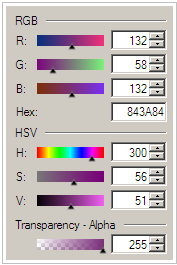 RGB
R: 132
G: 58
B: 132
Hex: 843A84
HSV
H: 300
S: 56
V: 51
Transparency - Alpha
255